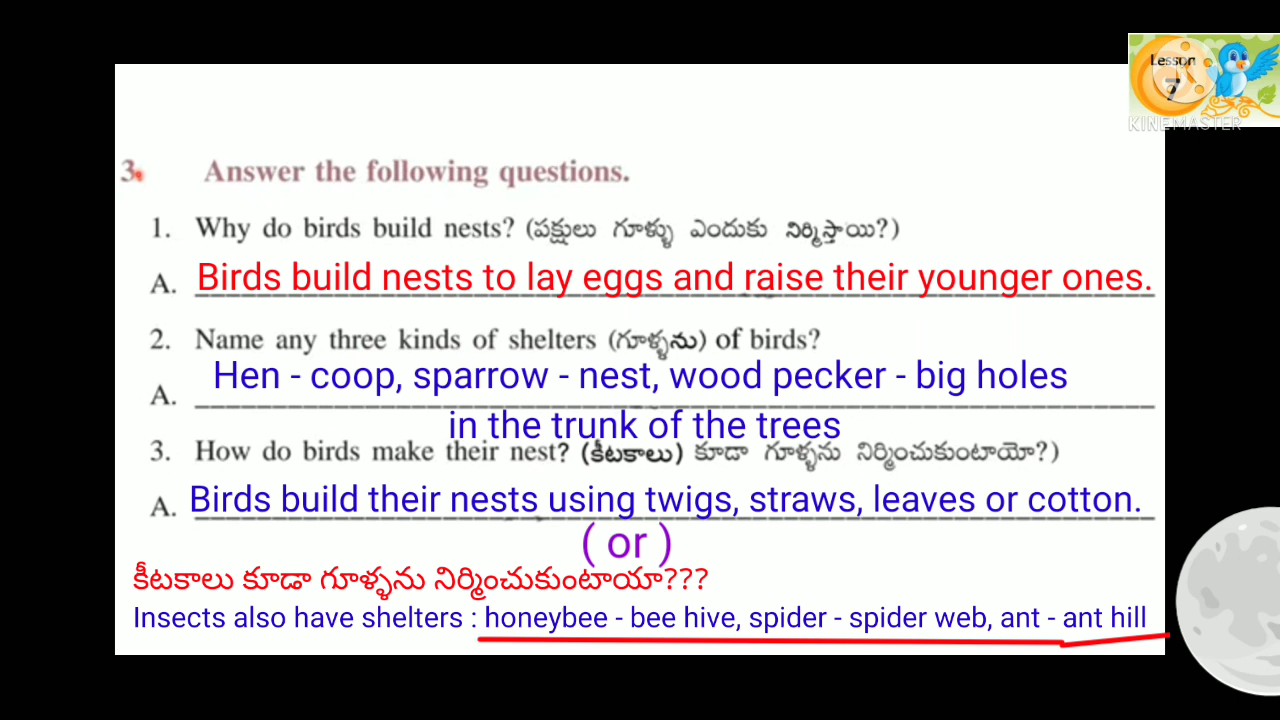 Lesson
7
KINEMASTER
3. Answer the following questions.
1. Why do birds build nests? (పక్షులు గూళ్ళు ఎందుకు నిర్మిస్తాయి?)
A. Birds build nests to lay eggs and raise their younger ones.
2. Name any three kinds of shelters (గూళ్ళను) of birds?
A. Hen - coop, sparrow - nest, wood pecker - big holes
in the trunk of the trees
3. How do birds make their nest? (కీటకాలు) కూడా గూళ్ళను నిర్మించుకుంటాయో?)
A. Birds build their nests using twigs, straws, leaves or cotton.
( or )
కీటకాలు కూడా గూళ్ళను నిర్మించుకుంటాయా???
Insects also have shelters : honeybee - bee hive, spider - spider web, ant - ant hill